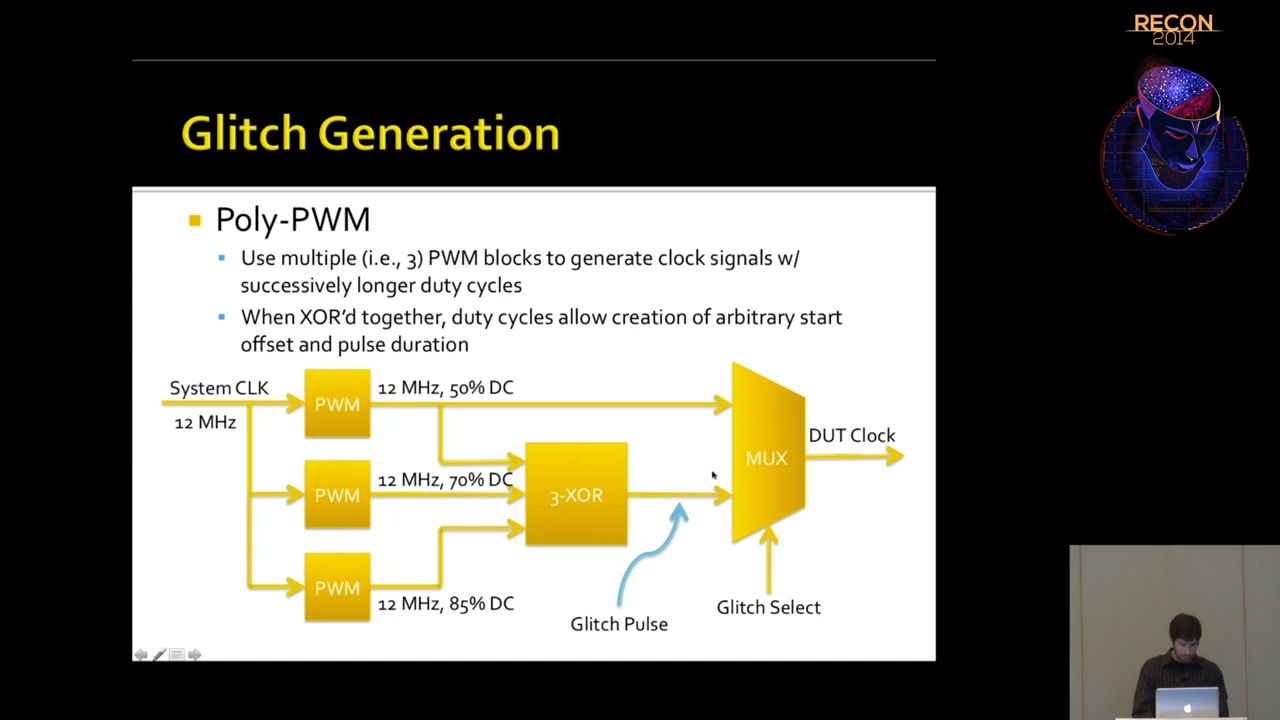 RECON
2014
Glitch Generation
Poly-PWM
Use multiple (i.e., 3) PWM blocks to generate clock signals w/
successively longer duty cycles
When XOR'd together, duty cycles allow creation of arbitrary start
offset and pulse duration
System CLK
12 MHz
PWM
12 MHz, 50% DC
PWM
12 MHz, 70% DC
PWM
12 MHz, 85% DC
3-XOR
Glitch Pulse
MUX
Glitch Select
DUT Clock